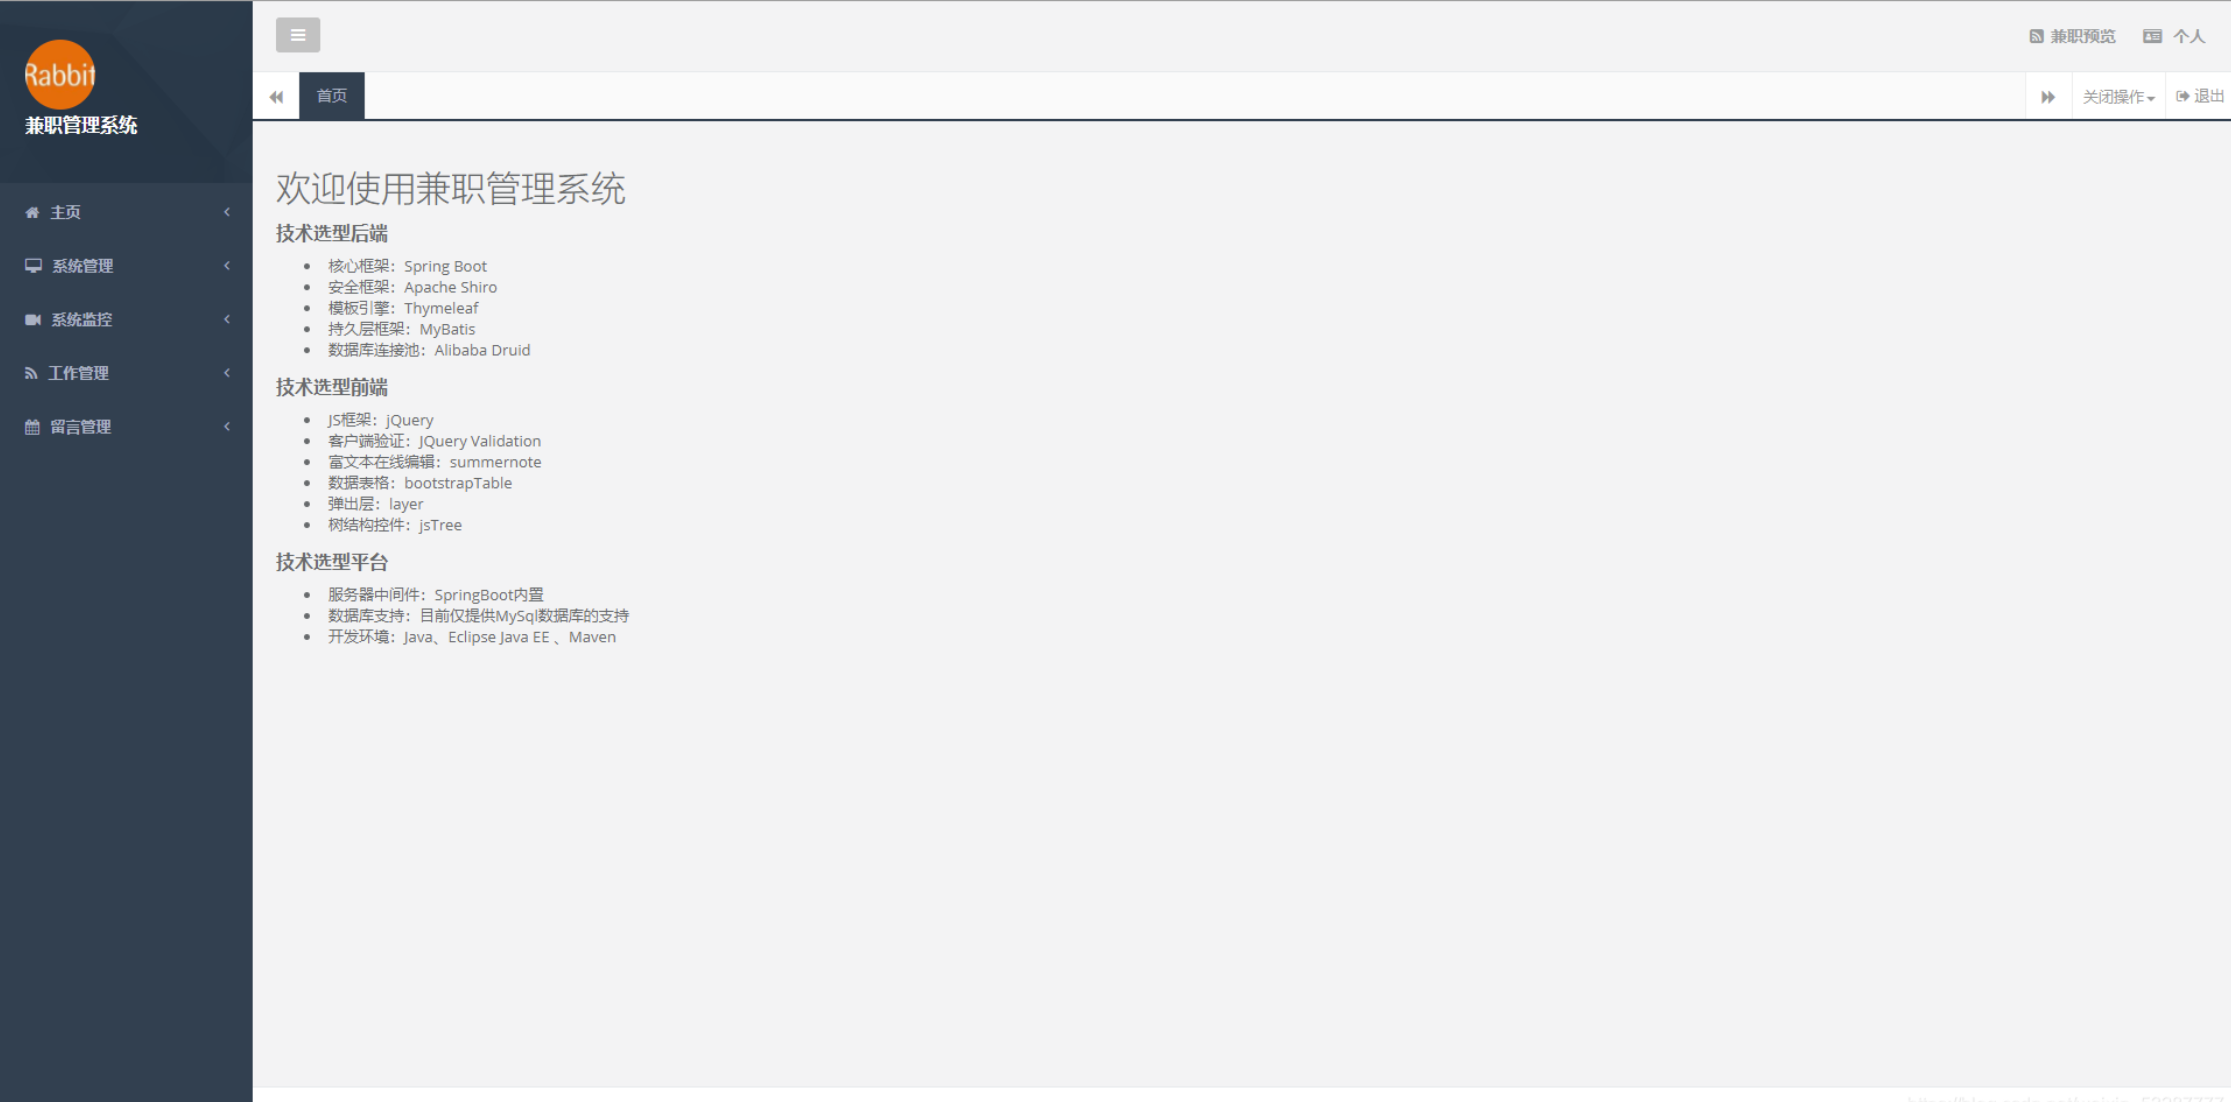 Rabbit
兼职管理系统
主页
系统管理
系统监控
工作管理
留言管理
兼职预览 个人
首页 关闭操作 退出
欢迎使用兼职管理系统
技术选型后端
核心框架：Spring Boot
安全框架：Apache Shiro
模板引擎：Thymeleaf
持久层框架：MyBatis
数据库连接池：Alibaba Druid
技术选型前端
JS框架：jQuery
客户端验证：JQuery Validation
富文本在线编辑：summernote
数据表格：bootstrapTable
弹出层：layer
树结构控件：jsTree
技术选型平台
服务器中间件：SpringBoot内置
数据库支持：目前仅提供MySql数据库的支持
开发环境：Java、Eclipse Java EE 、Maven